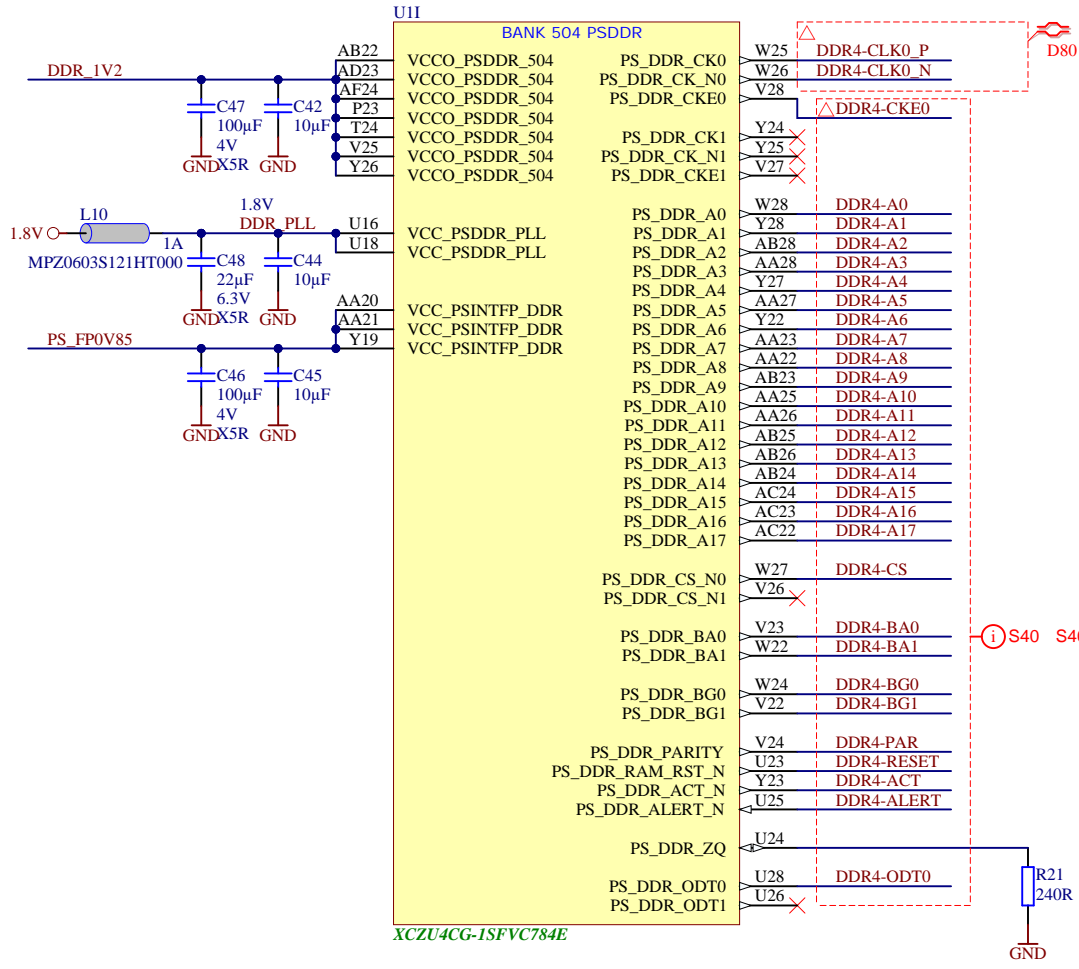 U1I
BANK 504 PSDDR
AB22 VCCO_PSDDR_504
AD23 VCCO_PSDDR_504
AF24 VCCO_PSDDR_504
P23 VCCO_PSDDR_504
T24 VCCO_PSDDR_504
V25 VCCO_PSDDR_504
Y26 VCCO_PSDDR_504
DDR_1V2
C47
100µF
4V
X5R
GND
C42
10µF
GND
1.8V
DDR_PLL
1.8V
L10
1A
MPZ0603S121HT000
U16 VCC_PSDDR_PLL
U18 VCC_PSDDR_PLL
C48
22µF
6.3V
X5R
GND
C44
10µF
GND
AA20 VCC_PSINTFP_DDR
AA21 VCC_PSINTFP_DDR
Y19 VCC_PSINTFP_DDR
PS_FP0V85
C46
100µF
4V
X5R
GND
C45
10µF
GND
PS_DDR_CK0 W25 DDR4-CLK0_P
PS_DDR_CK_N0 W26 DDR4-CLK0_N
PS_DDR_CKE0 V28 DDR4-CKE0
D80
PS_DDR_CK1 Y24
PS_DDR_CK_N1 Y25
PS_DDR_CKE1 V27
PS_DDR_A0 W28 DDR4-A0
PS_DDR_A1 Y28 DDR4-A1
PS_DDR_A2 AB28 DDR4-A2
PS_DDR_A3 AA28 DDR4-A3
PS_DDR_A4 Y27 DDR4-A4
PS_DDR_A5 AA27 DDR4-A5
PS_DDR_A6 Y22 DDR4-A6
PS_DDR_A7 AA23 DDR4-A7
PS_DDR_A8 AA22 DDR4-A8
PS_DDR_A9 AB23 DDR4-A9
PS_DDR_A10 AA25 DDR4-A10
PS_DDR_A11 AA26 DDR4-A11
PS_DDR_A12 AB25 DDR4-A12
PS_DDR_A13 AB26 DDR4-A13
PS_DDR_A14 AB24 DDR4-A14
PS_DDR_A15 AC24 DDR4-A15
PS_DDR_A16 AC23 DDR4-A16
PS_DDR_A17 AC22 DDR4-A17
PS_DDR_CS_N0 W27 DDR4-CS
PS_DDR_CS_N1 V26
PS_DDR_BA0 V23 DDR4-BA0
PS_DDR_BA1 W22 DDR4-BA1
i S40
PS_DDR_BG0 W24 DDR4-BG0
PS_DDR_BG1 V22 DDR4-BG1
PS_DDR_PARITY V24 DDR4-PAR
PS_DDR_RAM_RST_N U23 DDR4-RESET
PS_DDR_ACT_N Y23 DDR4-ACT
PS_DDR_ALERT_N U25 DDR4-ALERT
PS_DDR_ZQ U24
R21
240R
GND
PS_DDR_ODT0 U28 DDR4-ODT0
PS_DDR_ODT1 U26
XCZU4CG-1SFVC784E